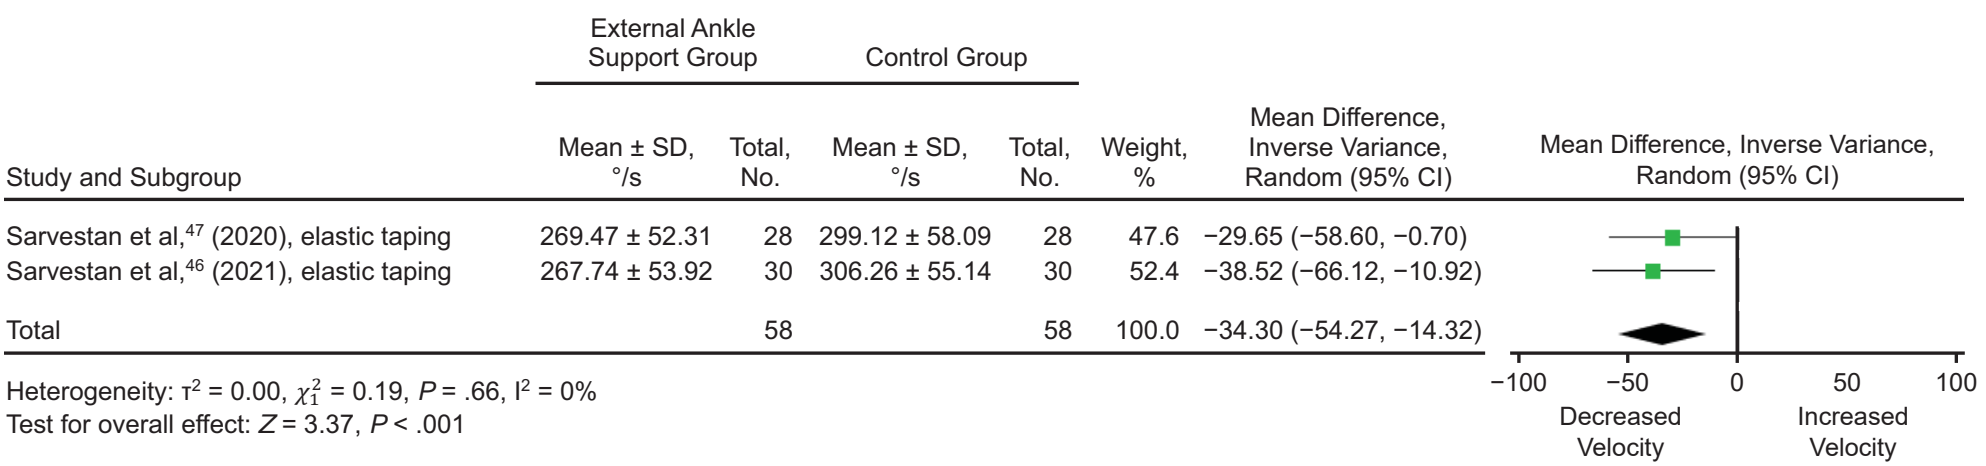 External Ankle
Support Group
Control Group
Study and Subgroup
Mean ± SD,
°/s
Total,
No.
Mean ± SD,
°/s
Total,
No.
Weight,
%
Mean Difference,
Inverse Variance,
Random (95% CI)
Mean Difference, Inverse Variance,
Random (95% CI)
Sarvestan et al,⁴⁷ (2020), elastic taping 269.47 ± 52.31 28 299.12 ± 58.09 28 47.6 −29.65 (−58.60, −0.70)
Sarvestan et al,⁴⁶ (2021), elastic taping 267.74 ± 53.92 30 306.26 ± 55.14 30 52.4 −38.52 (−66.12, −10.92)
Total 58 58 100.0 −34.30 (−54.27, −14.32)
Heterogeneity: τ² = 0.00, χ²₁ = 0.19, P = .66, I² = 0%
Test for overall effect: Z = 3.37, P < .001
−100 −50 0 50 100
Decreased
Velocity
Increased
Velocity